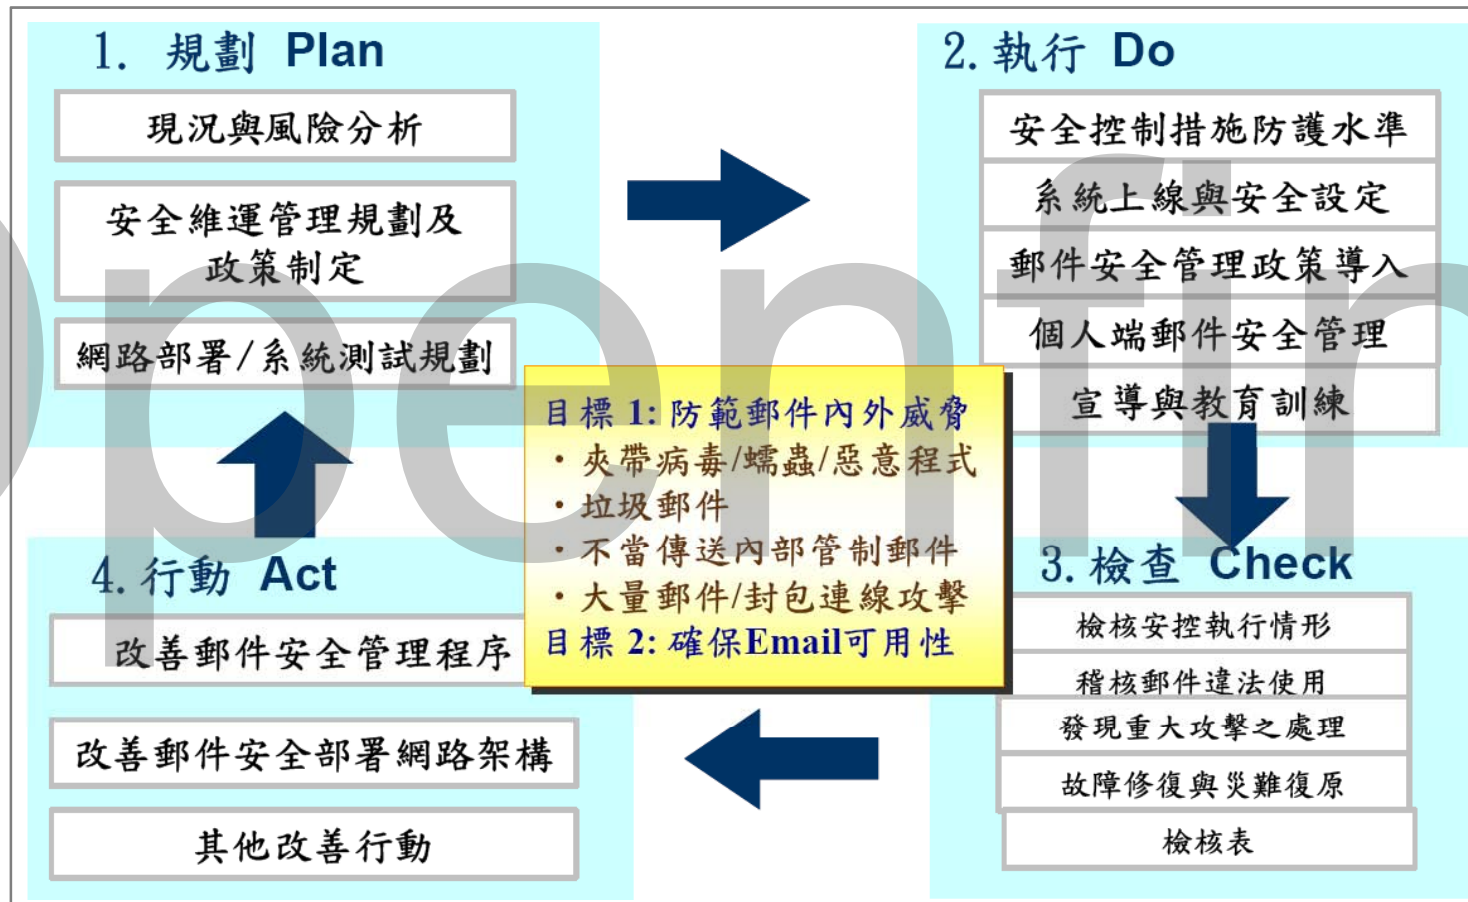 1. 規劃 Plan
現況與風險分析
安全維運管理規劃及
政策制定
網路部署/系統測試規劃
2. 執行 Do
安全控制措施防護水準
系統上線與安全設定
郵件安全管理政策導入
個人端郵件安全管理
宣導與教育訓練
目標 1: 防範郵件內外威脅
・夾帶病毒/蠕蟲/惡意程式
・垃圾郵件
・不當傳送內部管制郵件
・大量郵件/封包連線攻擊
目標 2: 確保Email可用性
3. 檢查 Check
檢核安控執行情形
稽核郵件違法使用
發現重大攻擊之處理
故障修復與災難復原
檢核表
4. 行動 Act
改善郵件安全管理程序
改善郵件安全部署網路架構
其他改善行動
Openfin